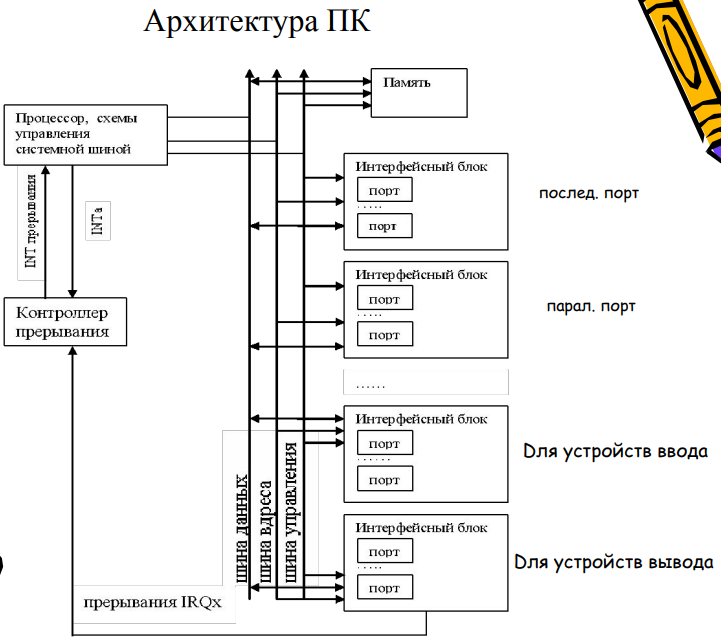 Архитектура ПК
Память
Процессор, схемы
управления
системной шиной
INT прерывания
INTa
Контроллер
прерывания
Интерфейсный блок
порт
.....
порт
послед. порт
Интерфейсный блок
порт
.....
порт
парал. порт
......
Интерфейсный блок
порт
......
порт
Для устройств ввода
шина данных
шина вдреса
шина управления
Интерфейсный блок
порт
.....
порт
Для устройств вывода
прерывания IRQx